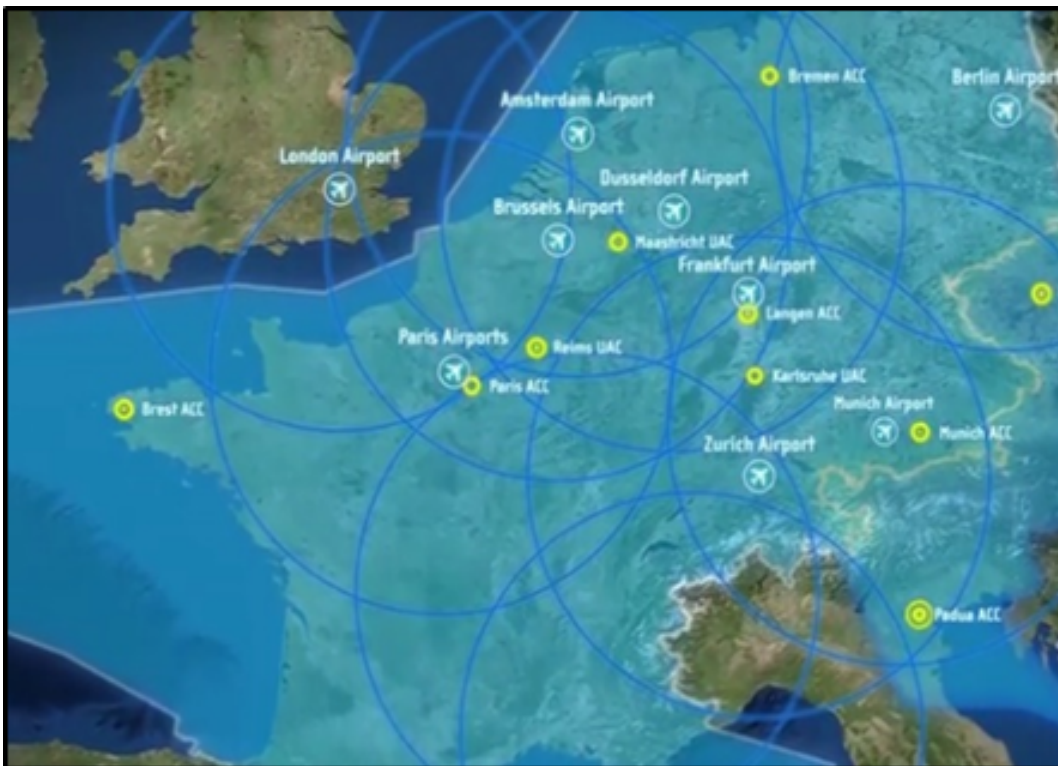 Bremen ACC
Berlin Airport
Amsterdam Airport
London Airport
Dusseldorf Airport
Brussels Airport
Maastricht UAC
Frankfurt Airport
Langen ACC
Paris Airports
Reims UAC
Paris ACC
Karlsruhe UAC
Brest ACC
Munich Airport
Munich ACC
Zurich Airport
Padua ACC